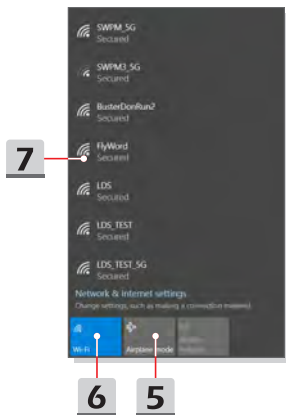 SWPM_5G
Secured
SWPM3_5G
Secured
BusterDonRun2
Secured
7
FlyWord
Secured
LDS
Secured
LDS_TEST
Secured
LDS_TEST_5G
Secured
Network & Internet settings
Change settings, such as making a connection metered.
Wi-Fi
Airplane mode
6
5